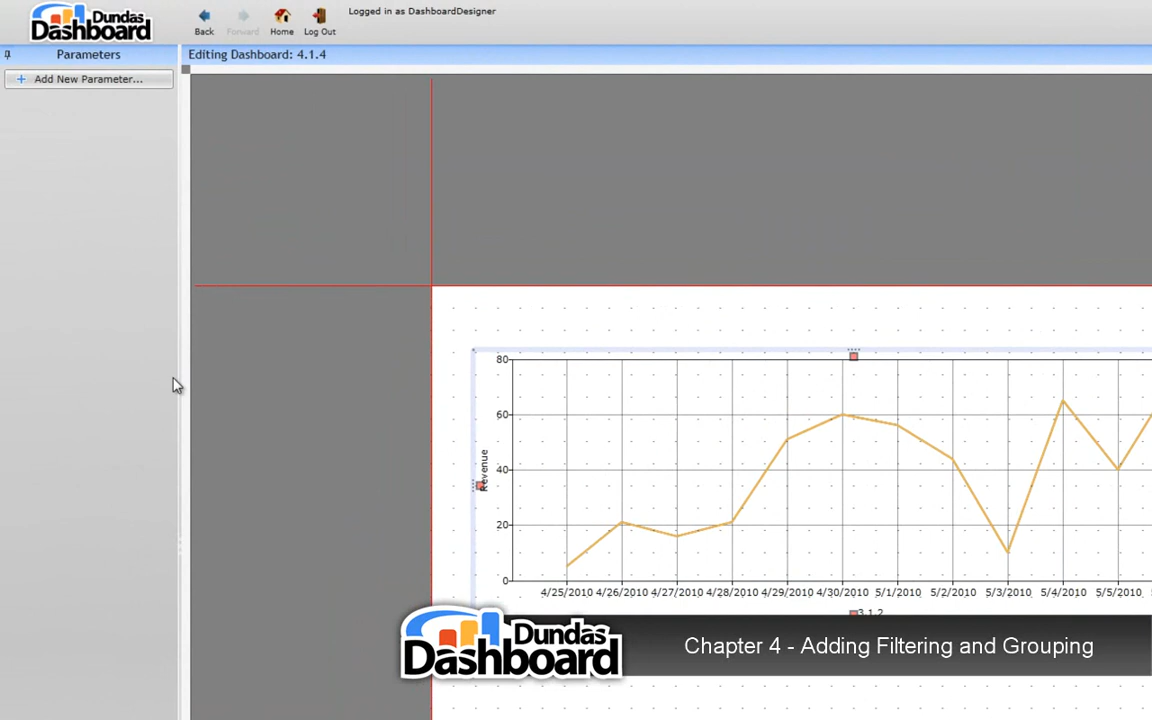 Dundas
Dashboard
Back
Forward
Home
Log Out
Logged in as DashboardDesigner
Parameters
Editing Dashboard: 4.1.4
+ Add New Parameter...
80
60
40
20
0
Revenue
4/25/2010 4/26/2010 4/27/2010 4/28/2010 4/29/2010 4/30/2010 5/1/2010 5/2/2010 5/3/2010 5/4/2010 5/5/2010
3.1.2
Dundas
Dashboard
Chapter 4 - Adding Filtering and Grouping